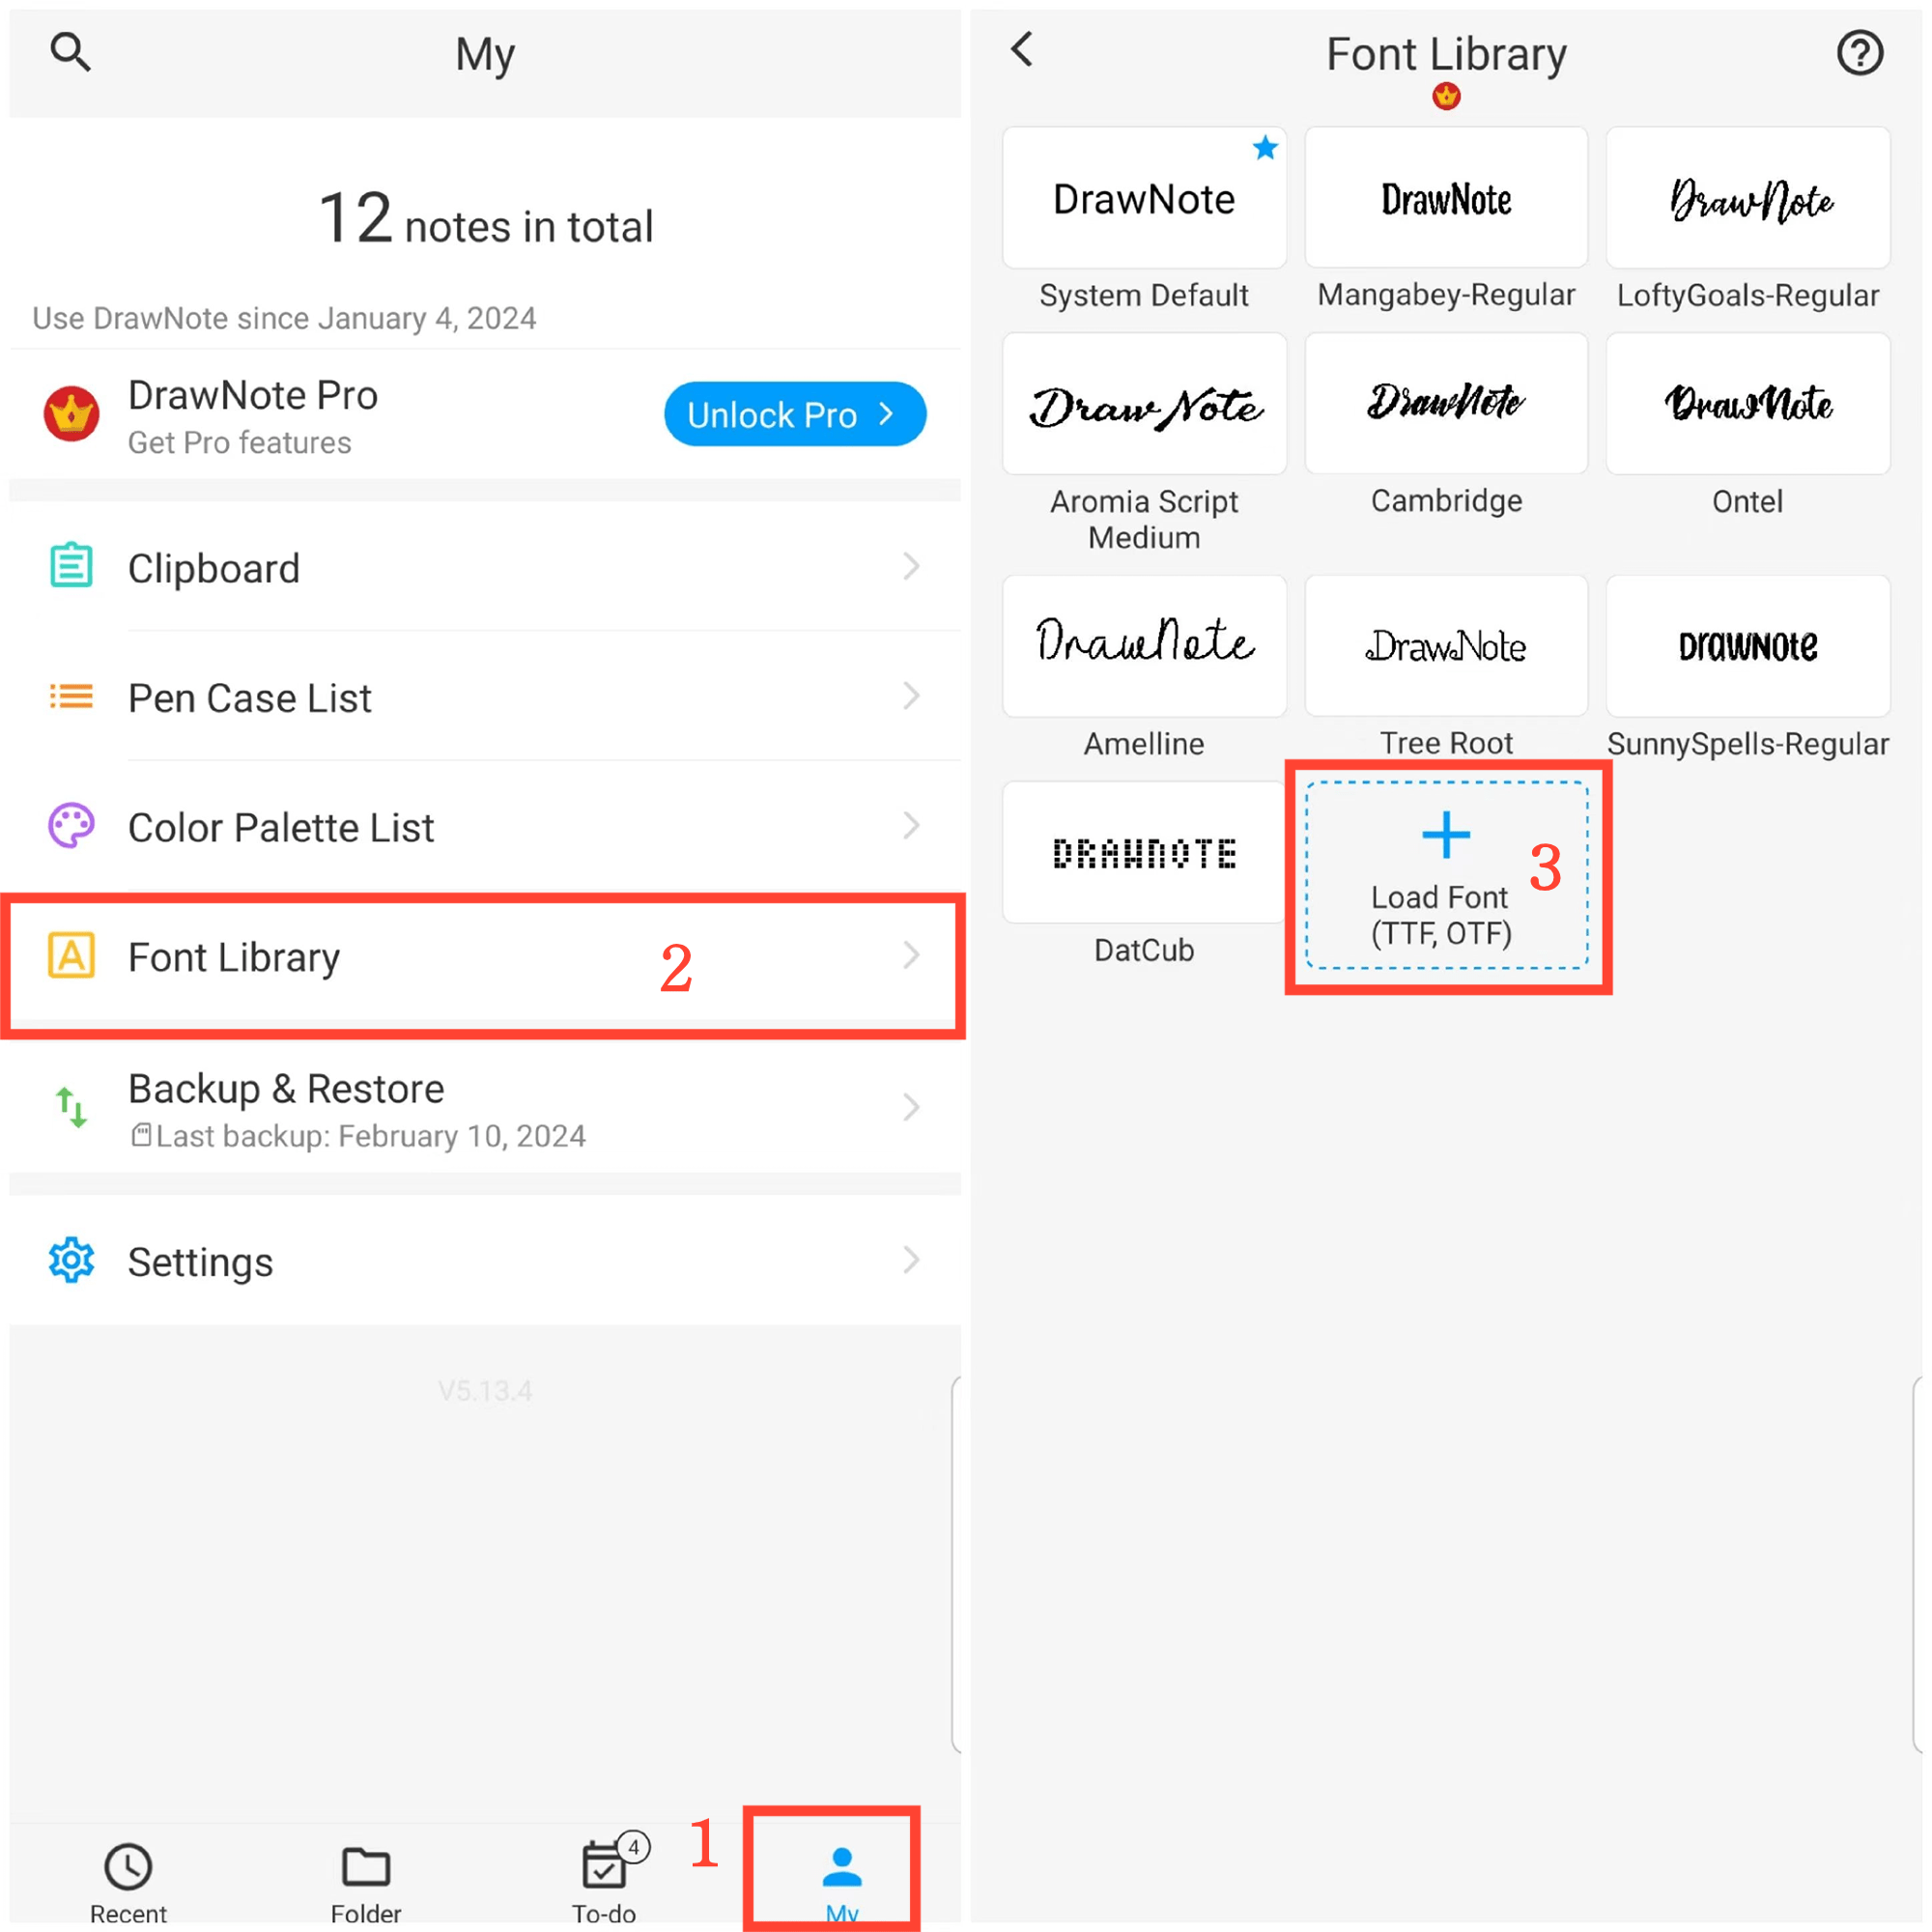 My
12 notes in total
Use DrawNote since January 4, 2024
DrawNote Pro
Get Pro features
Unlock Pro
Clipboard
Pen Case List
Color Palette List
Font Library
2
Backup & Restore
Last backup: February 10, 2024
Settings
V5.13.4
1
4
Recent
Folder
To-do
My
Font Library
DrawNote
DrawNote
DrawNote
System Default
Mangabey-Regular
LoftyGoals-Regular
DrawNote
DrawNote
DrawNote
Aromia Script
Medium
Cambridge
Ontel
DrawNote
DrawNote
DrawNote
Amelline
Tree Root
SunnySpells-Regular
DRAWNOTE
DatCub
Load Font
(TTF, OTF)
3